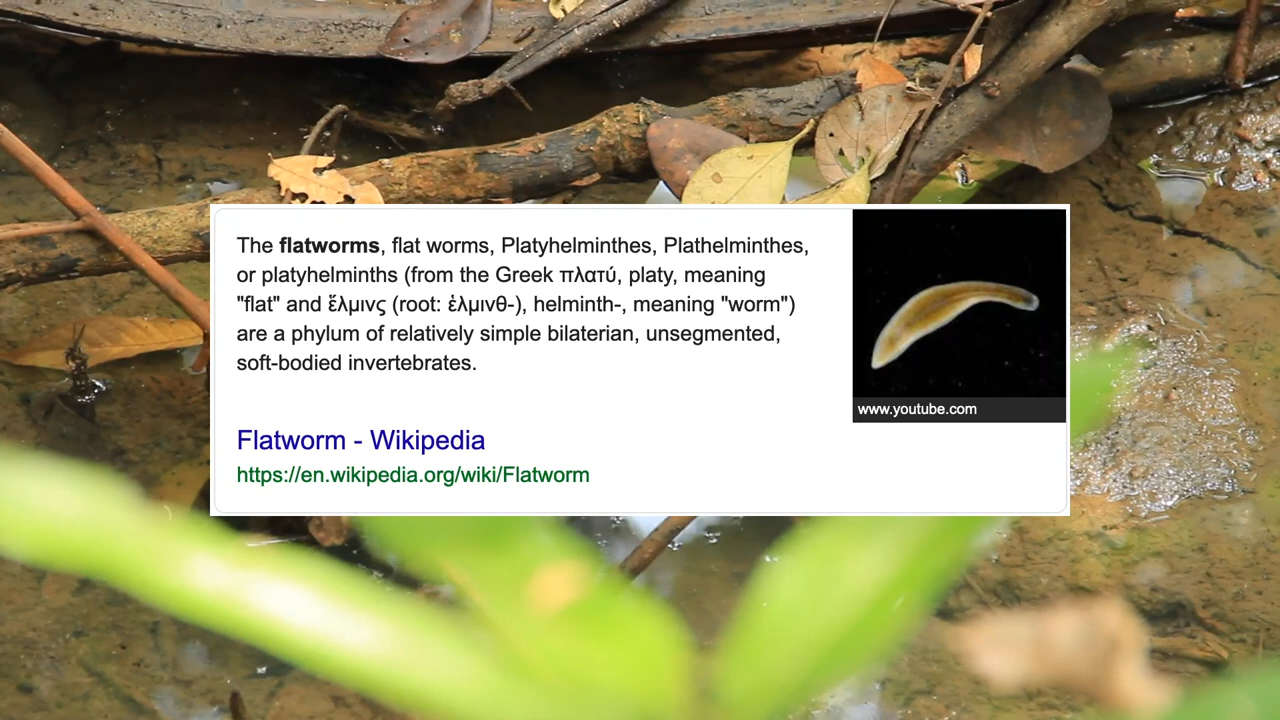 The flatworms, flat worms, Platyhelminthes, Plathelminthes,
or platyhelminths (from the Greek πλατύ, platy, meaning
"flat" and ἕλμινς (root: ἑλμινθ-), helminth-, meaning "worm")
are a phylum of relatively simple bilaterian, unsegmented,
soft-bodied invertebrates.
www.youtube.com
Flatworm - Wikipedia
https://en.wikipedia.org/wiki/Flatworm